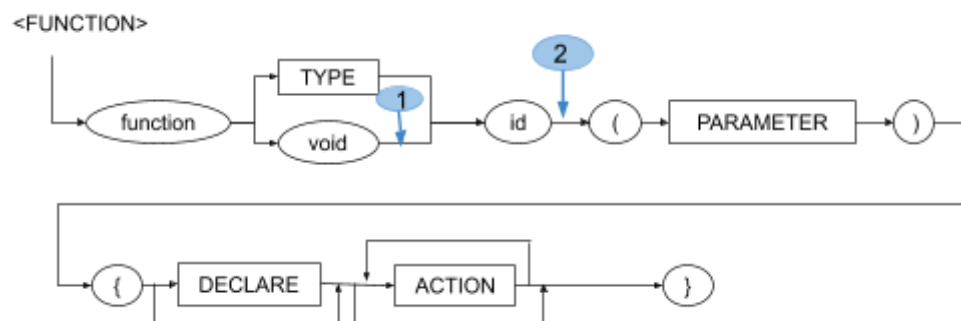 <FUNCTION>
2
TYPE
1
function
void
id
(
PARAMETER
)
{
DECLARE
ACTION
}